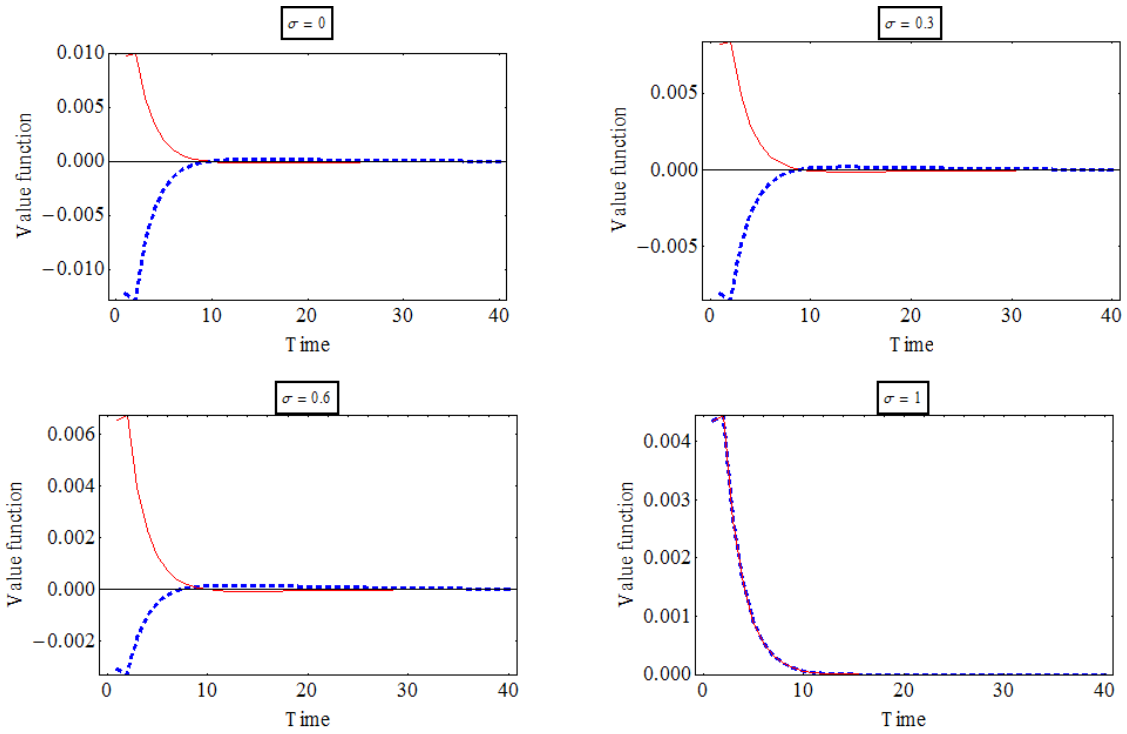 σ = 0
0.010
0.005
0.000
−0.005
−0.010
Value function
0 10 20 30 40
Time
σ = 0.3
0.005
0.000
−0.005
Value function
0 10 20 30 40
Time
σ = 0.6
0.006
0.004
0.002
0.000
−0.002
Value function
0 10 20 30 40
Time
σ = 1
0.004
0.003
0.002
0.001
0.000
Value function
0 10 20 30 40
Time